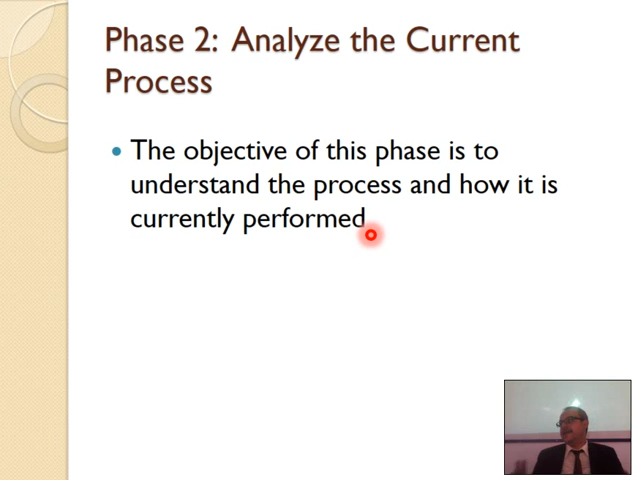 Phase 2: Analyze the Current
Process
• The objective of this phase is to
understand the process and how it is
currently performed